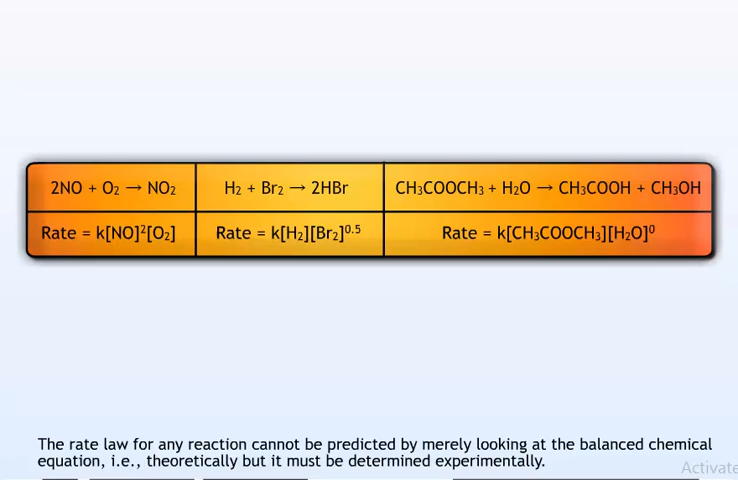 2NO + O₂ → NO₂
H₂ + Br₂ → 2HBr
CH₃COOCH₃ + H₂O → CH₃COOH + CH₃OH
Rate = k[NO]²[O₂]
Rate = k[H₂][Br₂]⁰·⁵
Rate = k[CH₃COOCH₃][H₂O]⁰
The rate law for any reaction cannot be predicted by merely looking at the balanced chemical
equation, i.e., theoretically but it must be determined experimentally.
Activate